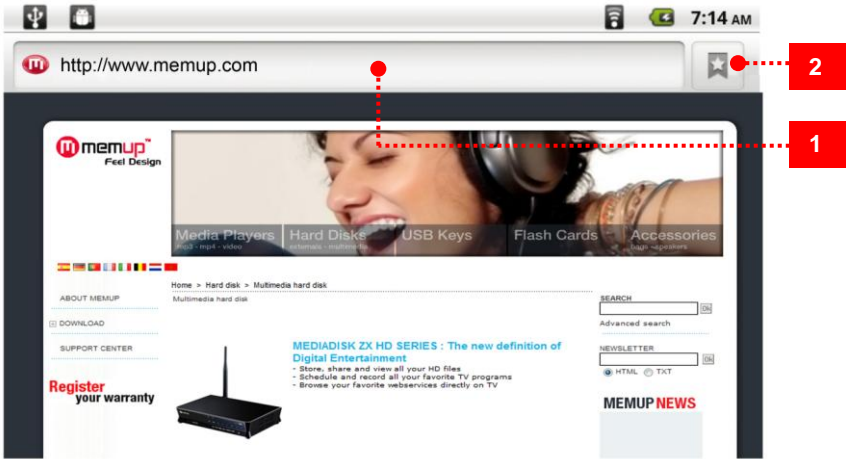 7:14 AM
http://www.memup.com
2
1
memup
Feel Design
Media Players
mp3 - mp4 - video
Hard Disks
externals - multimedia
USB Keys
Flash Cards
Accessories
bags - speakers
Home > Hard disk > Multimedia hard disk
Multimedia hard disk
ABOUT MEMUP
DOWNLOAD
SUPPORT CENTER
Register
your warranty
MEDIADISK ZX HD SERIES : The new definition of
Digital Entertainment
- Store, share and view all your HD files
- Schedule and record all your favorite TV programs
- Browse your favorite webservices directly on TV
SEARCH
Ok
Advanced search
NEWSLETTER
Ok
HTML TXT
MEMUP NEWS